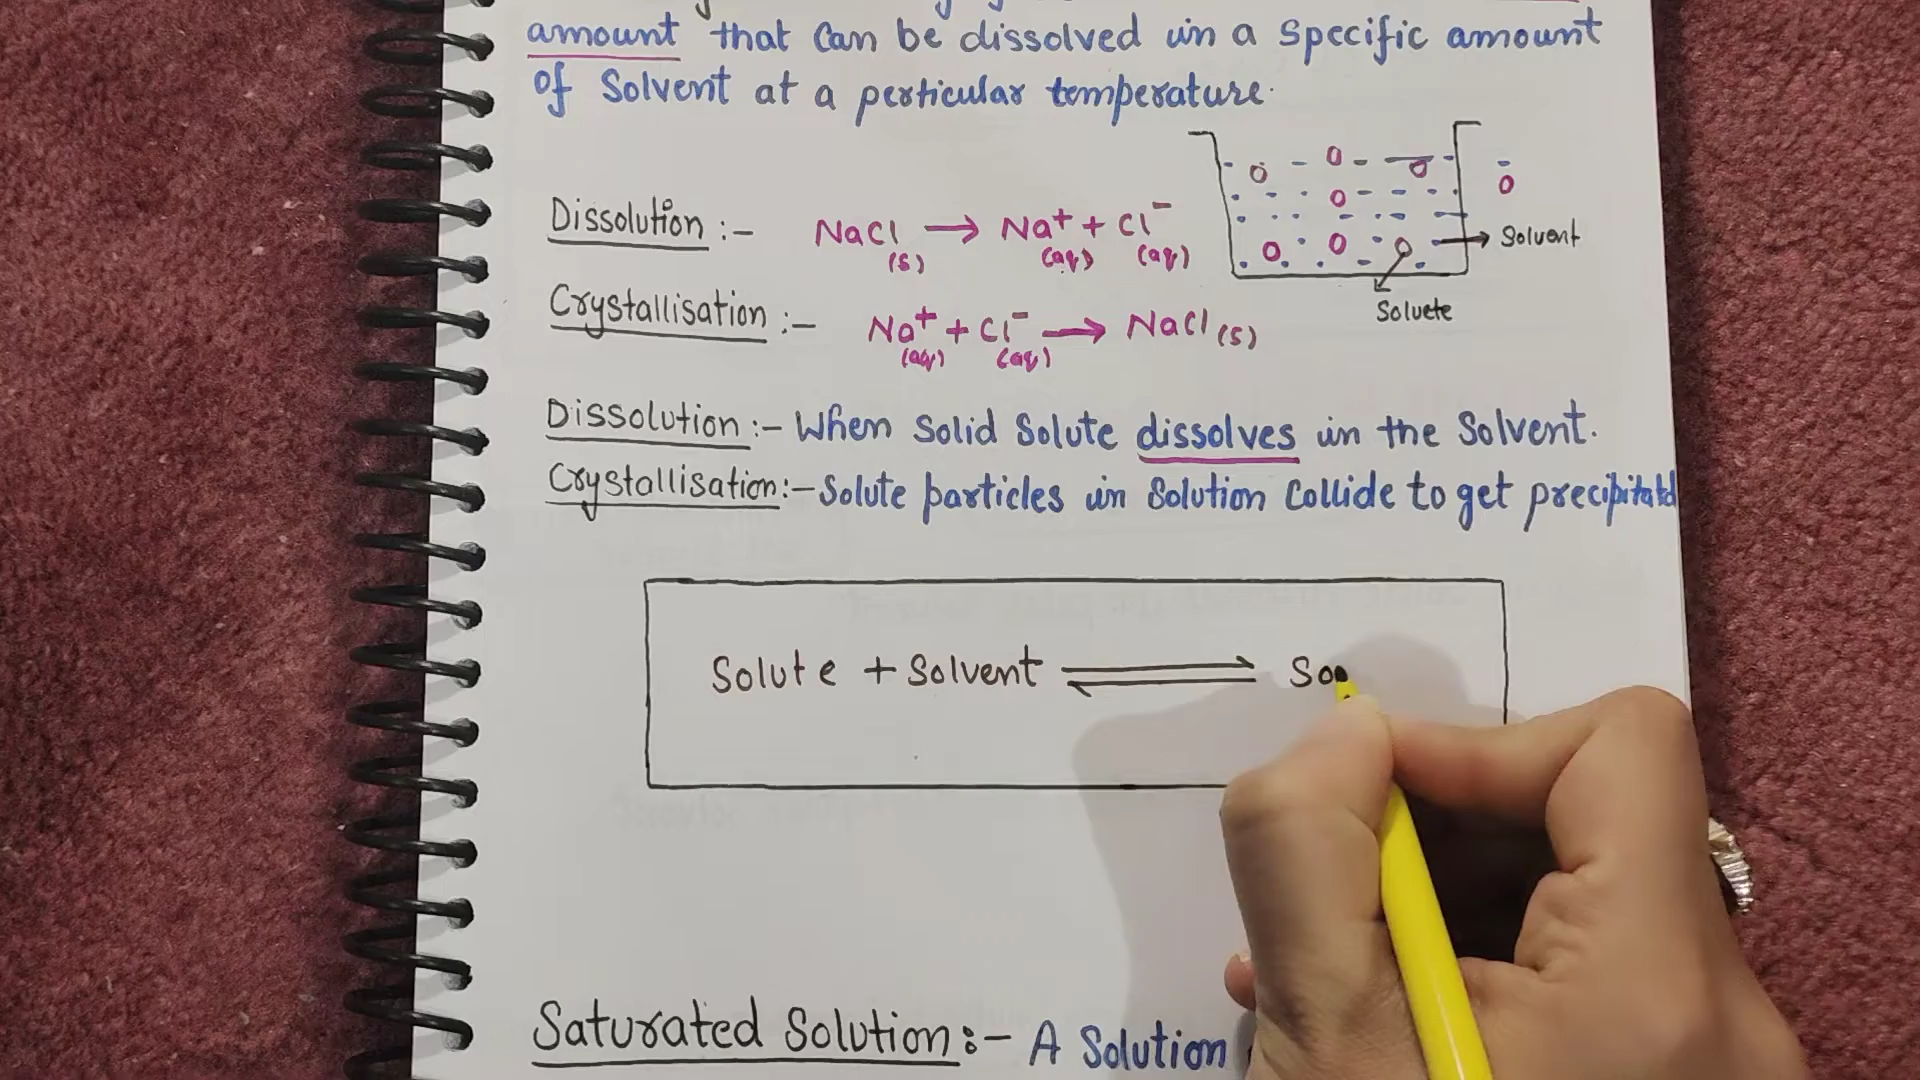 amount that can be dissolved in a specific amount
of Solvent at a perticular temperature.
Dissolution :- NaCl (s) → Na+ (aq) + Cl- (aq)
Solvent
Soluete
Crystallisation :- Na+ (aq) + Cl- (aq) → NaCl (s)
Dissolution :- When Solid Solute dissolves in the Solvent.
Crystallisation :- Solute particles in Solution Collide to get precipitated
Solute + Solvent ⇌ So
Saturated Solution :- A Solution